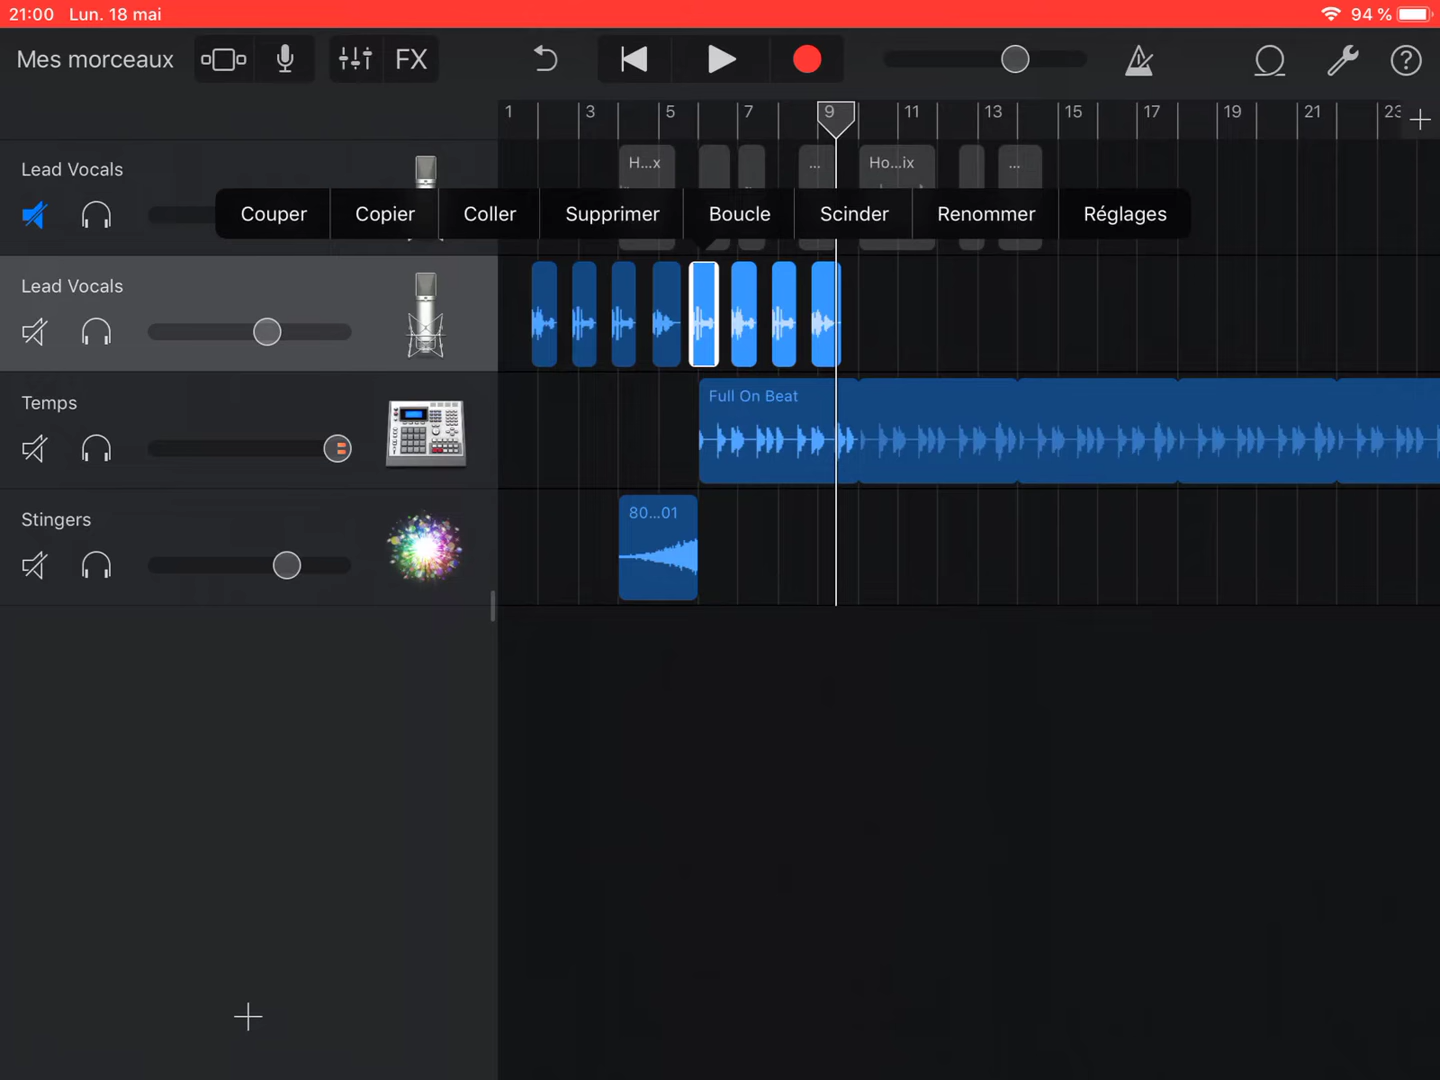 21:00 Lun. 18 mai 94 %
Mes morceaux FX
1 3 5 7 9 11 13 15 17 19 21 23
Lead Vocals
H...x ... Ho...ix ...
Couper Copier Coller Supprimer Boucle Scinder Renommer Réglages
Lead Vocals
Temps
Full On Beat
Stingers
80...01